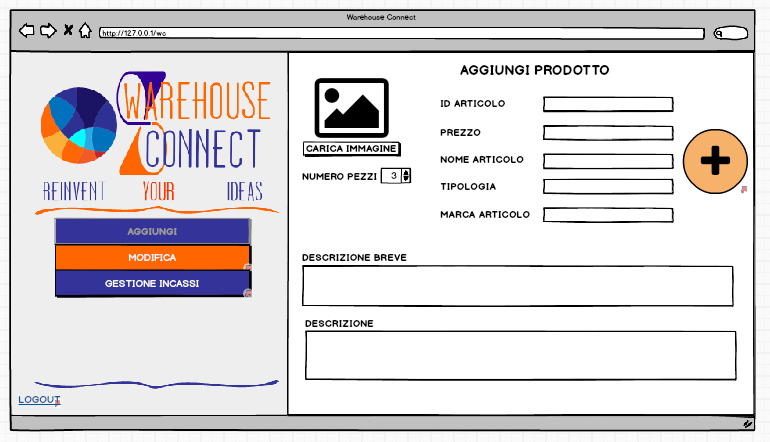 Warehouse Connect
http://127.0.0.1/wc
WAREHOUSE
CONNECT
REINVENT YOUR IDEAS
AGGIUNGI
MODIFICA
GESTIONE INCASSI
LOGOUT
AGGIUNGI PRODOTTO
CARICA IMMAGINE
NUMERO PEZZI 3
ID ARTICOLO
PREZZO
NOME ARTICOLO
TIPOLOGIA
MARCA ARTICOLO
DESCRIZIONE BREVE
DESCRIZIONE